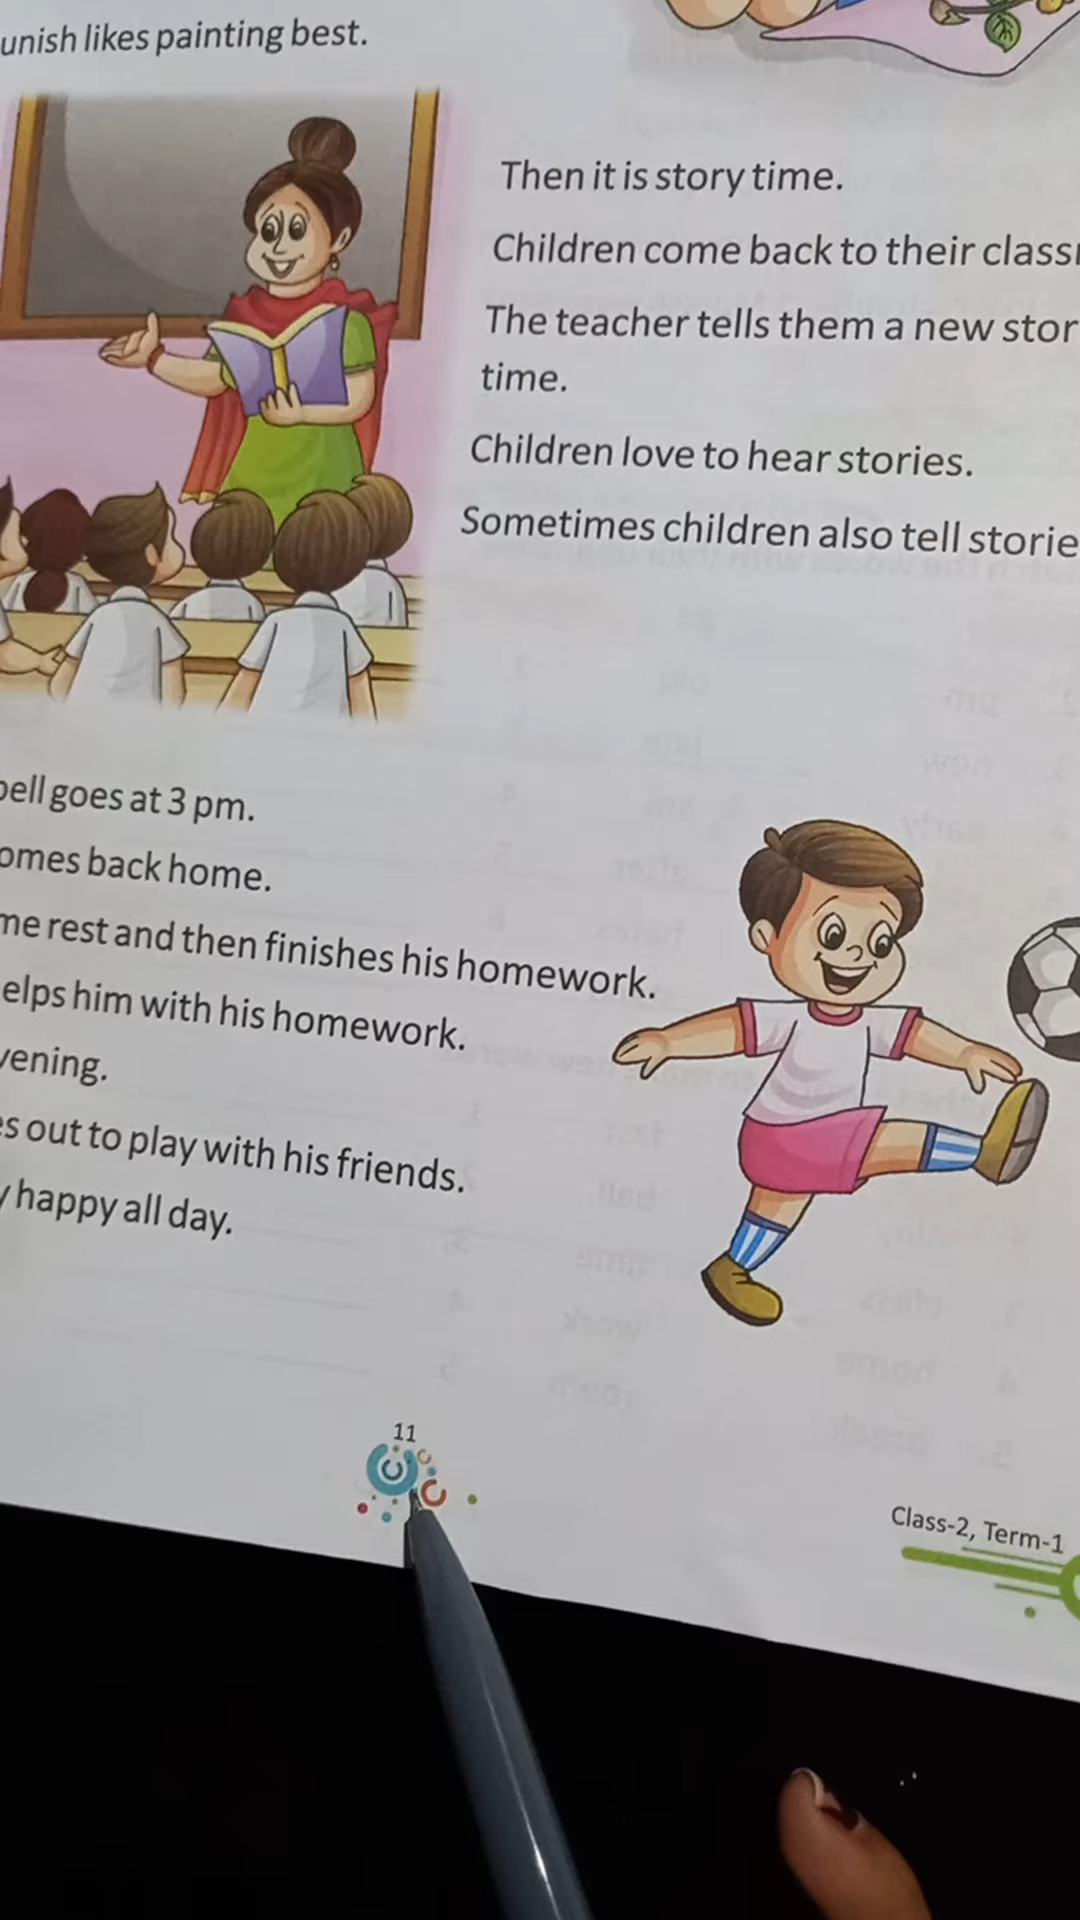 unish likes painting best.
Then it is story time.
Children come back to their class
The teacher tells them a new stor
time.
Children love to hear stories.
Sometimes children also tell storie
bell goes at 3 pm.
omes back home.
me rest and then finishes his homework.
elps him with his homework.
vening.
es out to play with his friends.
y happy all day.
11
Class-2, Term-1